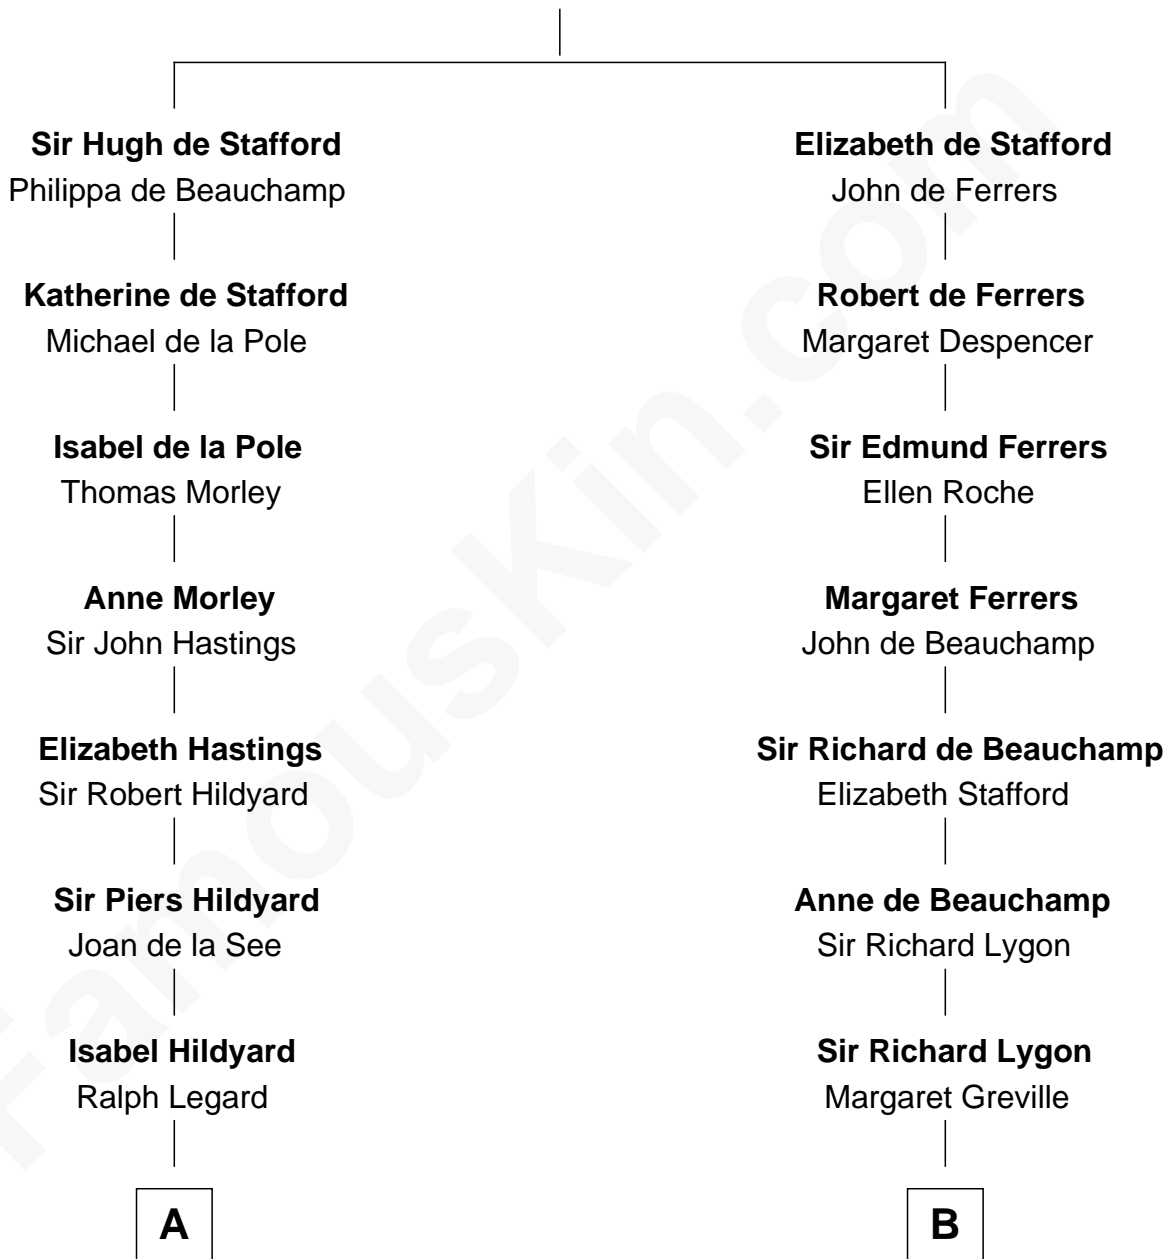 Sir Hugh de Stafford
Philippa de Beauchamp
Katherine de Stafford
Michael de la Pole
Isabel de la Pole
Thomas Morley
Anne Morley
Sir John Hastings
Elizabeth Hastings
Sir Robert Hildyard
Sir Piers Hildyard
Joan de la See
Isabel Hildyard
Ralph Legard
A
Elizabeth de Stafford
John de Ferrers
Robert de Ferrers
Margaret Despencer
Sir Edmund Ferrers
Ellen Roche
Margaret Ferrers
John de Beauchamp
Sir Richard de Beauchamp
Elizabeth Stafford
Anne de Beauchamp
Sir Richard Lygon
Sir Richard Lygon
Margaret Greville
B
FamousKin.com